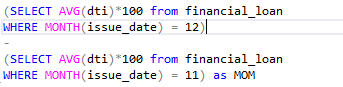 (SELECT AVG(dti)*100 from financial_loan
WHERE MONTH(issue_date) = 12)
-
(SELECT AVG(dti)*100 from financial_loan
WHERE MONTH(issue_date) = 11) as MOM